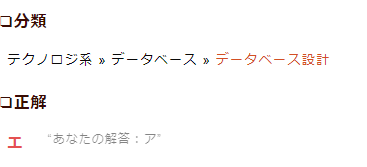 ❏分類
テクノロジ系 » データベース » データベース設計
❏正解
エ “あなたの解答：ア”